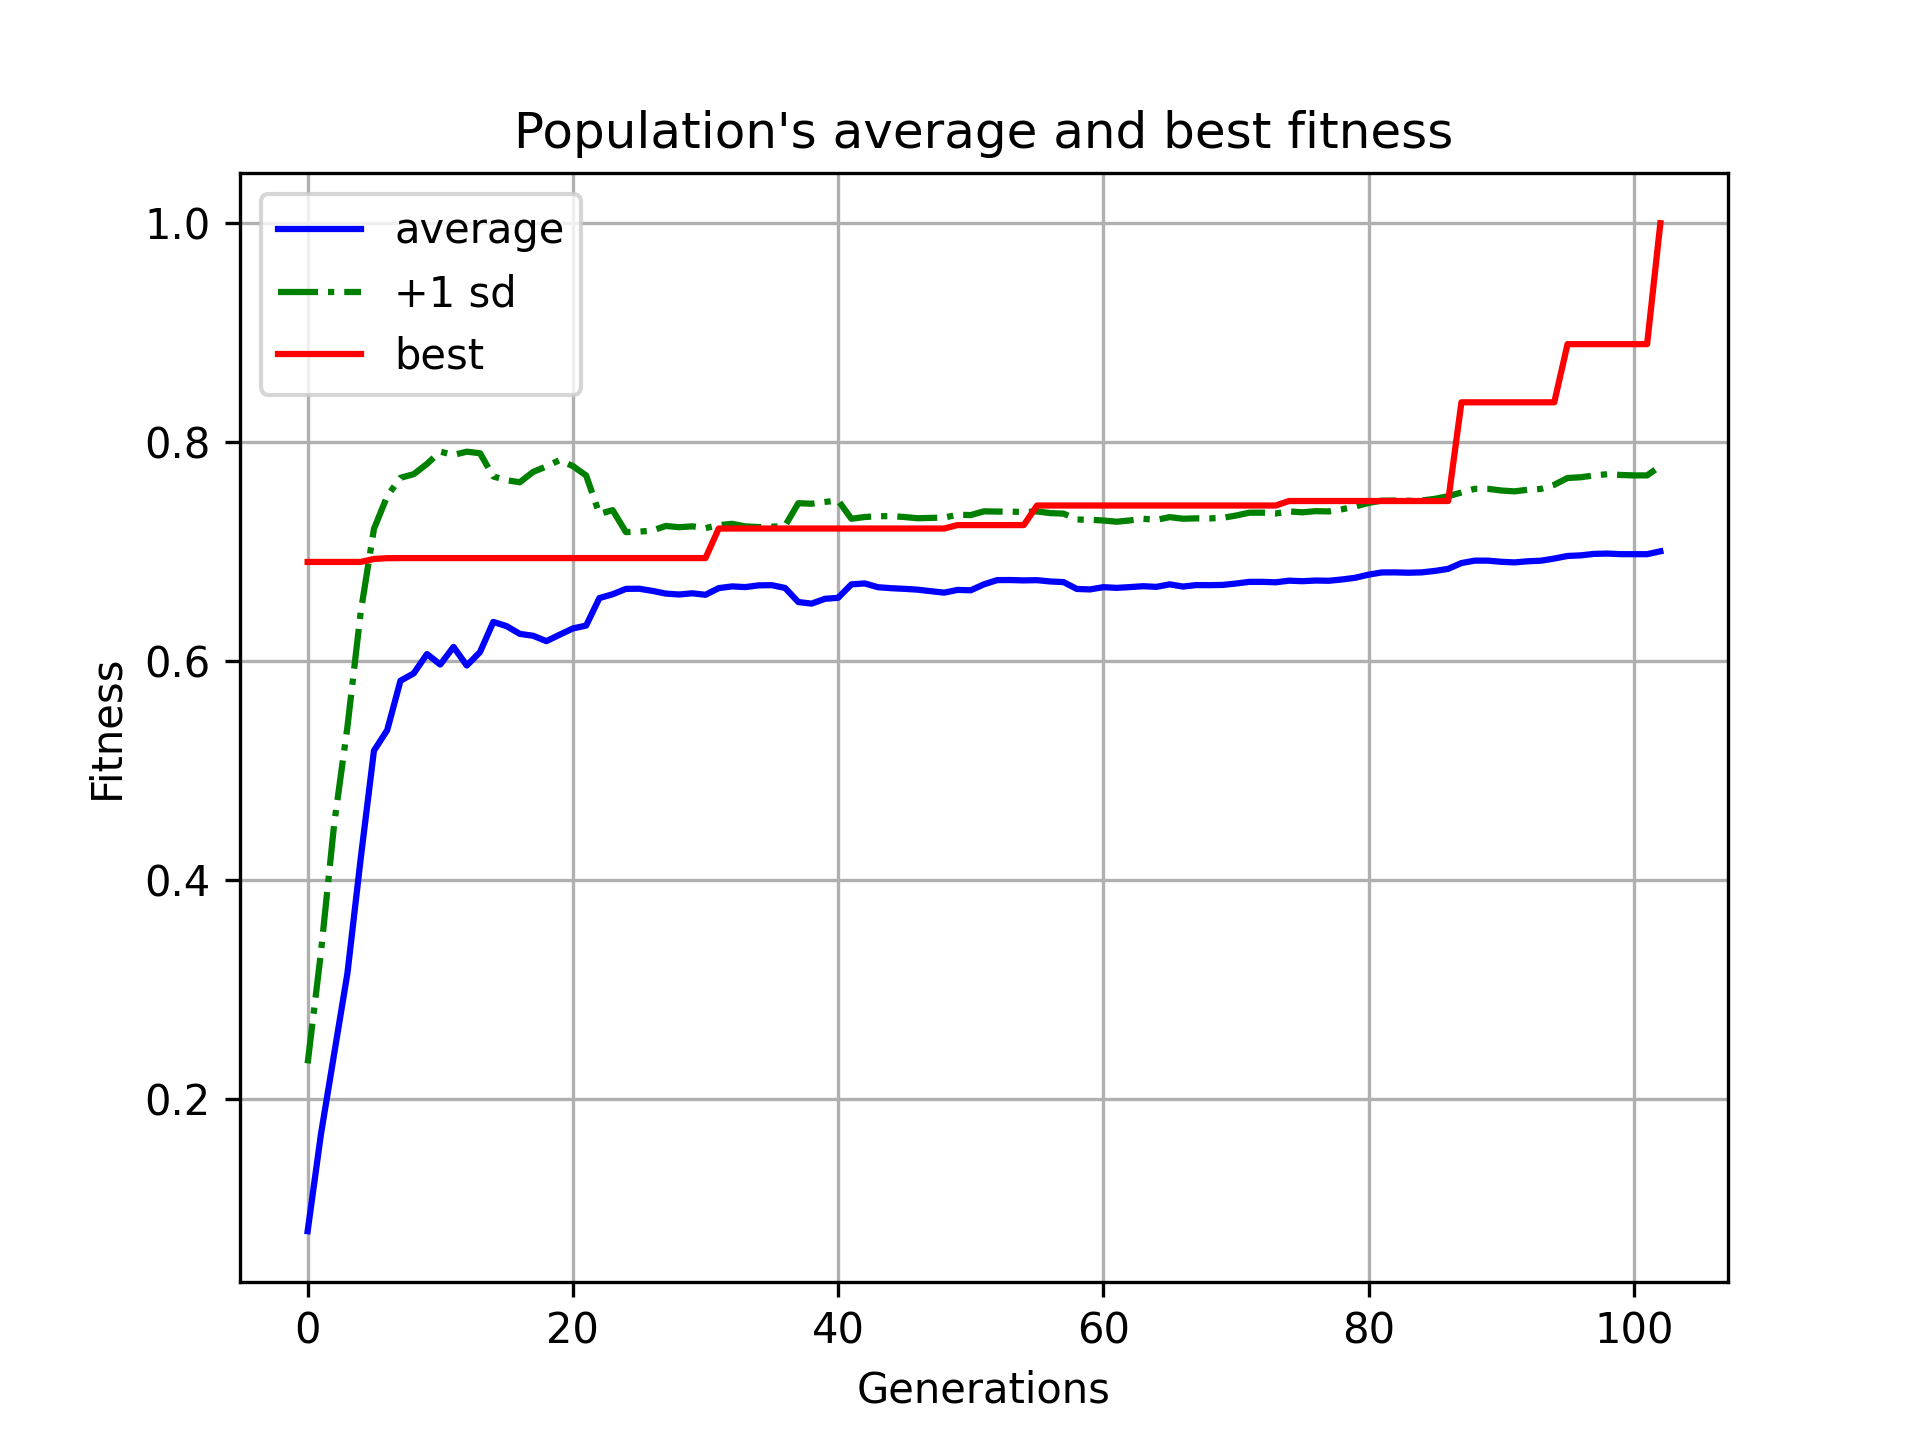 Population's average and best fitness
average
+1 sd
best
1.0
0.8
0.6
0.4
0.2
Fitness
0 20 40 60 80 100
Generations